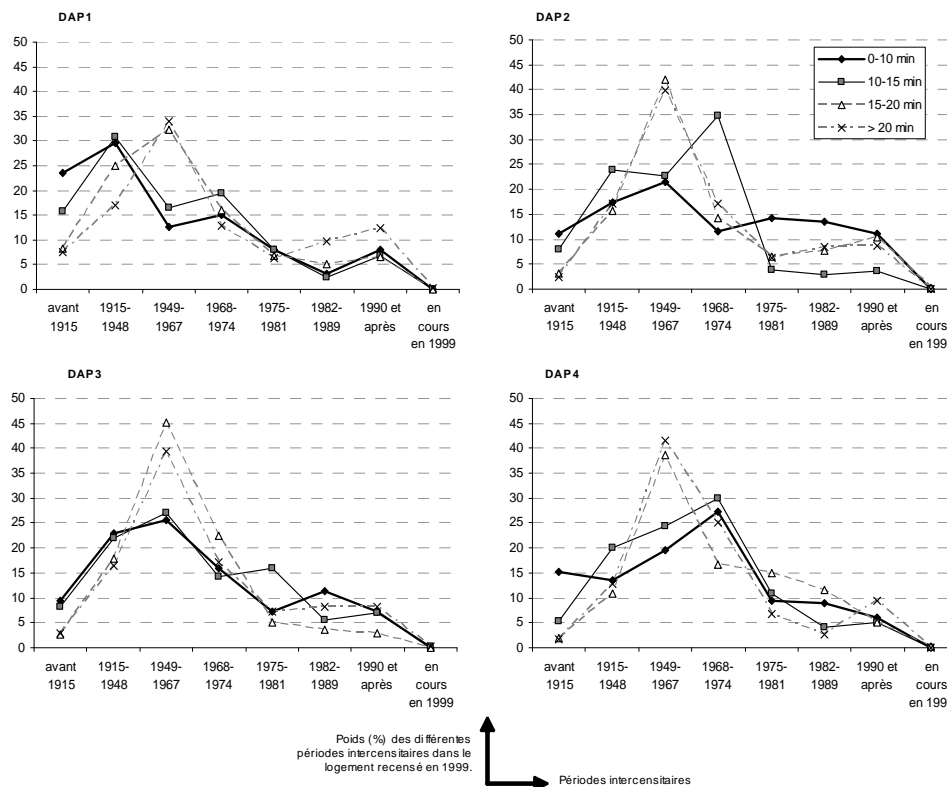 DAP1
50
45
40
35
30
25
20
15
10
5
0
avant 1915- 1949- 1968- 1975- 1982- 1990 et en
1915 1948 1967 1974 1981 1989 après cours
en 1999
DAP2
50
45
40
35
30
25
20
15
10
5
0
0-10 min
10-15 min
15-20 min
> 20 min
avant 1915- 1949- 1968- 1975- 1982- 1990 et en
1915 1948 1967 1974 1981 1989 après cours
en 199
DAP3
50
45
40
35
30
25
20
15
10
5
0
avant 1915- 1949- 1968- 1975- 1982- 1990 et en
1915 1948 1967 1974 1981 1989 après cours
en 1999
DAP4
50
45
40
35
30
25
20
15
10
5
0
avant 1915- 1949- 1968- 1975- 1982- 1990 et en
1915 1948 1967 1974 1981 1989 après cours
en 199
Poids (%) des différentes
périodes intercensitaires dans le
logement recensé en 1999.
Périodes intercensitaires